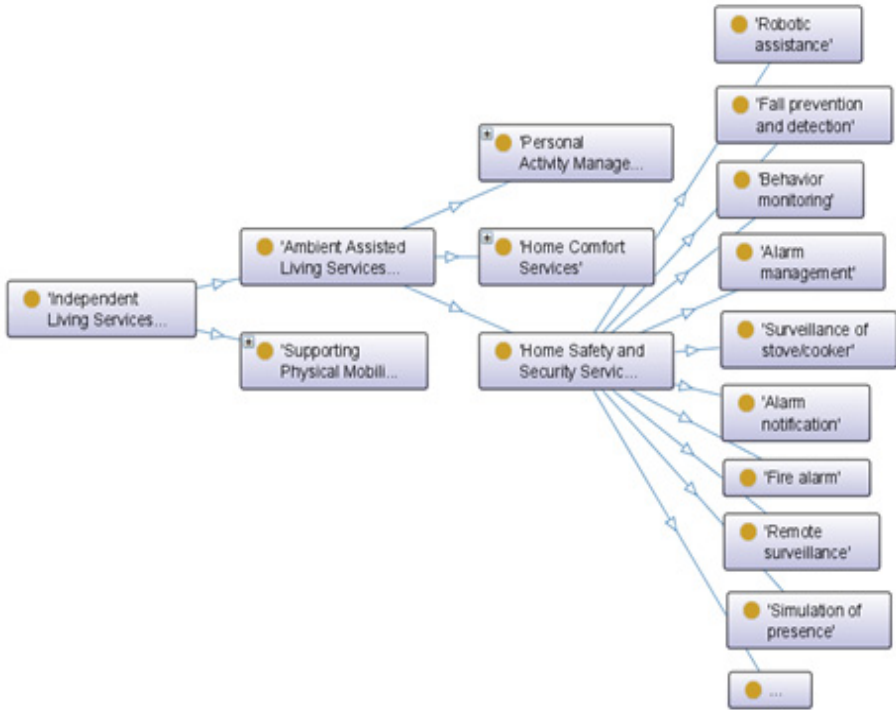 'Independent
Living Services...
'Ambient Assisted
Living Services...
'Supporting
Physical Mobili...
'Personal
Activity Manage...
'Home Comfort
Services'
'Home Safety and
Security Servic...
'Robotic
assistance'
'Fall prevention
and detection'
'Behavior
monitoring'
'Alarm
management'
'Surveillance of
stove/cooker'
'Alarm
notification'
'Fire alarm'
'Remote
surveillance'
'Simulation of
presence'
...